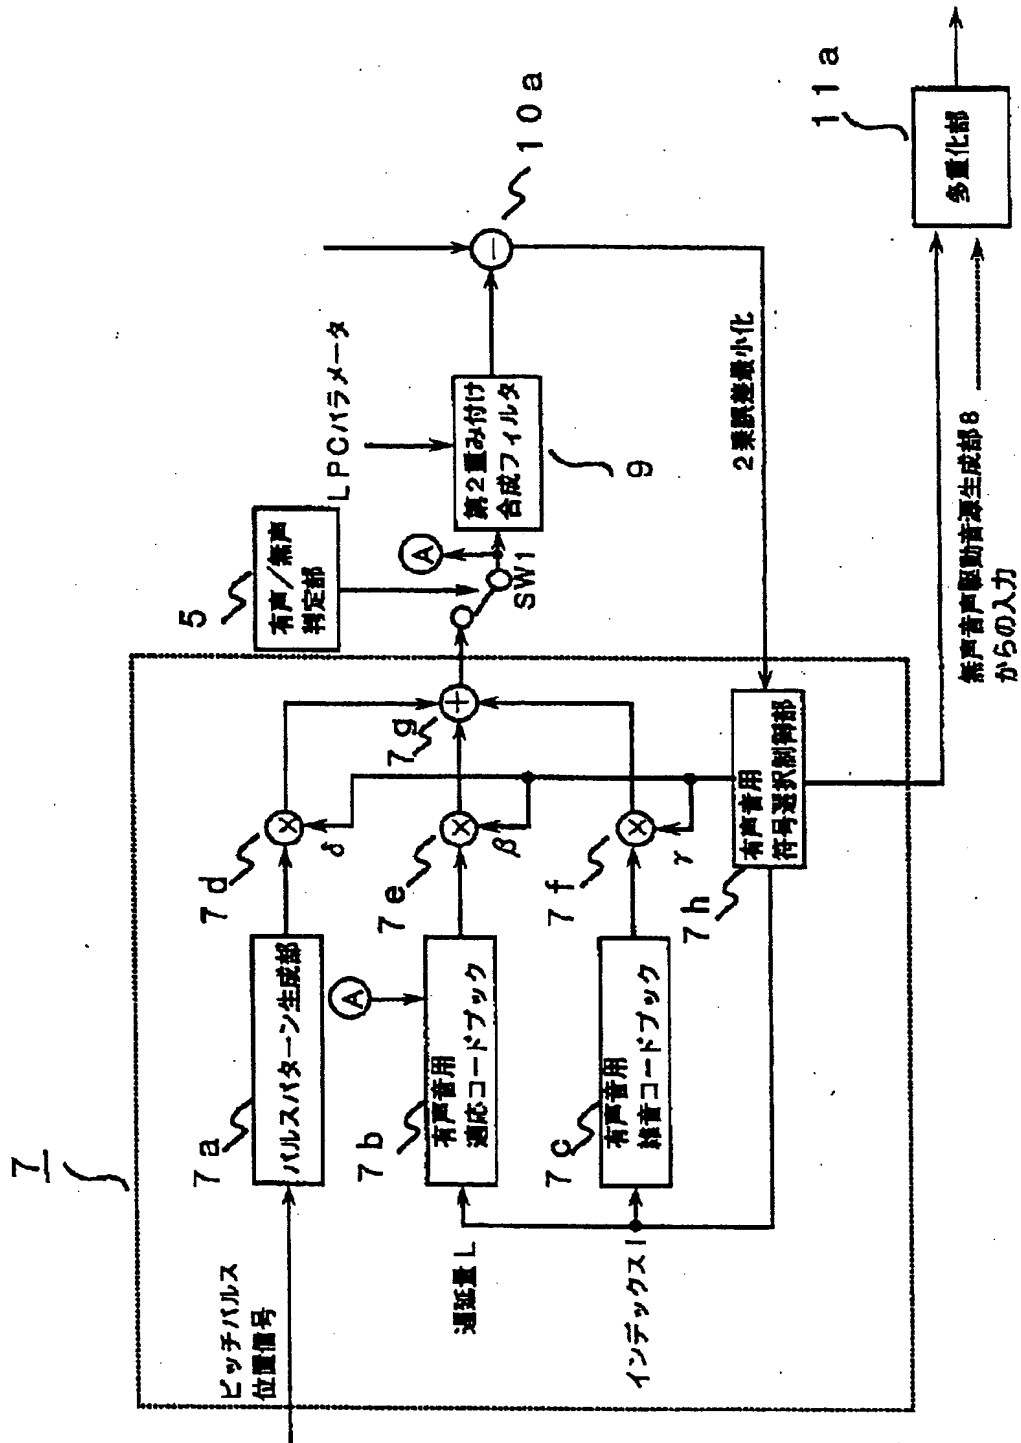 7
ピッチパルス
位置信号
7a
パルスパターン生成部
7d
δ
5
有声／無声
判定部
LPCパラメータ
A
A
7b
有声音用
適応コードブック
遅延量L
7e
β
7g
SW1
第2重み付け
合成フィルタ
9
10a
7c
有声音用
雑音コードブック
インデックスI
7f
γ
7h
有声音用
符号選択制御部
2乗誤差最小化
無声音声駆動音源生成部8
からの入力
11a
多重化部